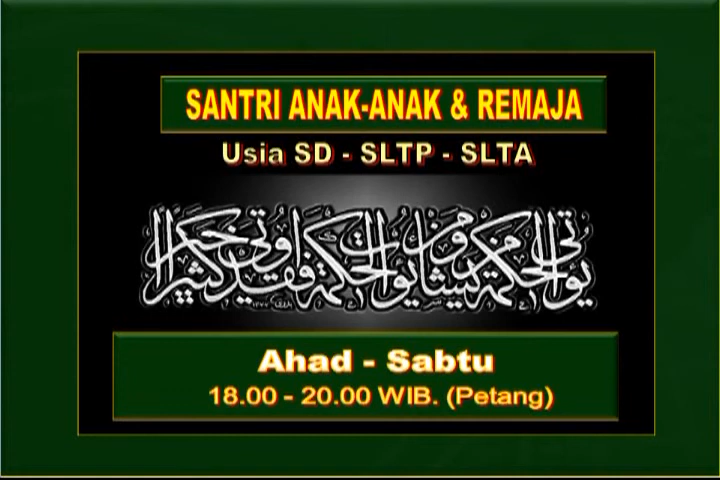 SANTRI ANAK-ANAK & REMAJA
Usia SD - SLTP - SLTA
يؤتي الحكمة من يشاء ومن يؤت الحكمة فقد أوتي خيرا كثيرا
Ahad - Sabtu
18.00 - 20.00 WIB. (Petang)